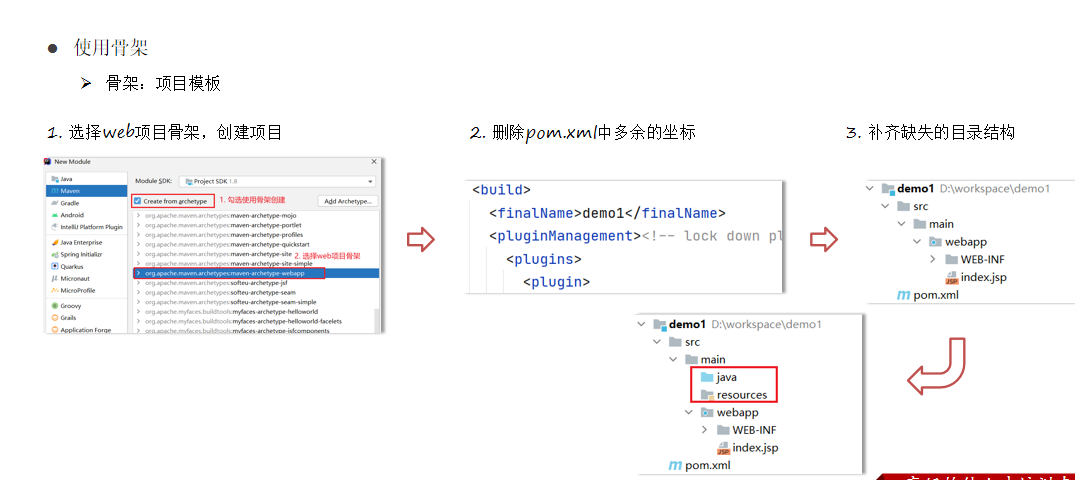 使用骨架
骨架：项目模板
1. 选择web项目骨架，创建项目
New Module
Java
Maven
Gradle
Android
IntelliJ Platform Plugin
Java Enterprise
Spring Initializr
Quarkus
Micronaut
MicroProfile
Groovy
Grails
Application Forge
Module SDK: Project SDK 1.8
Create from archetype 1. 勾选使用骨架创建 Add Archetype...
org.apache.maven.archetypes:maven-archetype-mojo
org.apache.maven.archetypes:maven-archetype-portlet
org.apache.maven.archetypes:maven-archetype-profiles
org.apache.maven.archetypes:maven-archetype-quickstart
org.apache.maven.archetypes:maven-archetype-site 2. 选择web项目骨架
org.apache.maven.archetypes:maven-archetype-site-simple
org.apache.maven.archetypes:maven-archetype-webapp
org.apache.maven.archetypes:softeu-archetype-jsf
org.apache.maven.archetypes:softeu-archetype-seam
org.apache.maven.archetypes:softeu-archetype-seam-simple
org.apache.myfaces.buildtools:myfaces-archetype-helloworld
org.apache.myfaces.buildtools:myfaces-archetype-helloworld-facelets
org.apache.myfaces.buildtools:myfaces-archetype-jsfcomponents
2. 删除pom.xml中多余的坐标
<build>
<finalName>demo1</finalName>
<pluginManagement><!-- lock down pl
<plugins>
<plugin>
3. 补齐缺失的目录结构
demo1 D:\workspace\demo1
src
main
webapp
WEB-INF
index.jsp
pom.xml
demo1 D:\workspace\demo1
src
main
java
resources
webapp
WEB-INF
index.jsp
pom.xml